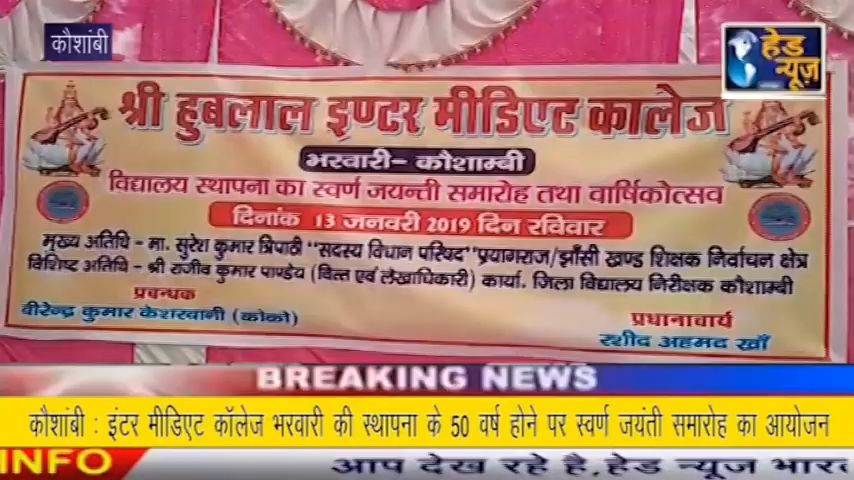 कौशांबी
हेड न्यूज़
श्री हुबलाल इण्टर मीडिएट कालेज
भरवारी- कौशाम्बी
विद्यालय स्थापना का स्वर्ण जयन्ती समारोह तथा वार्षिकोत्सव
दिनांक 13 जनवरी 2019 दिन रविवार
मुख्य अतिथि - मा. सुरेश कुमार त्रिपाठी "सदस्य विधान परिषद" प्रयागराज/झाँसी खण्ड शिक्षक निर्वाचन क्षेत्र
विशिष्ट अतिथि - श्री राजीव कुमार पाण्डेय (वित्त एवं लेखाधिकारी) कार्या. जिला विद्यालय निरीक्षक कौशाम्बी
प्रबन्धक
वीरेन्द्र कुमार केशरवानी (कोको)
प्रधानाचार्य
रशीद अहमद खाँ
BREAKING NEWS
कौशांबी : इंटर मीडिएट कॉलेज भरवारी की स्थापना के 50 वर्ष होने पर स्वर्ण जयंती समारोह का आयोजन
INFO आप देख रहे है,हेड न्यूज भारत